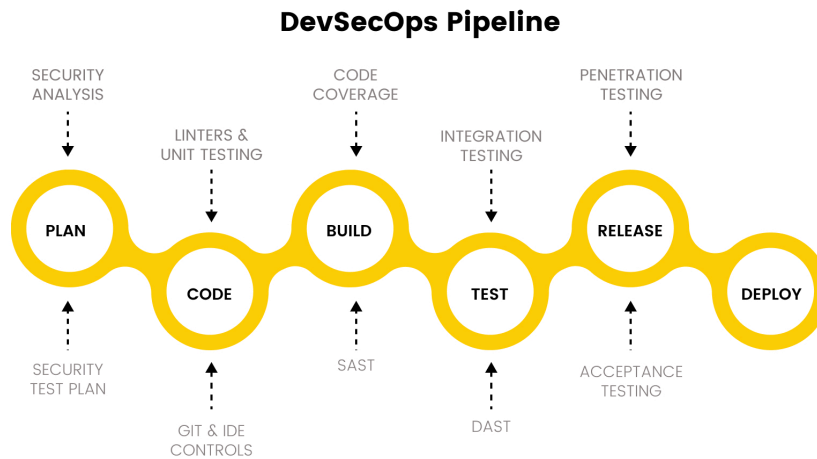 DevSecOps Pipeline
SECURITY
ANALYSIS
CODE
COVERAGE
PENETRATION
TESTING
LINTERS &
UNIT TESTING
INTEGRATION
TESTING
PLAN
BUILD
RELEASE
CODE
TEST
DEPLOY
SECURITY
TEST PLAN
SAST
ACCEPTANCE
TESTING
GIT & IDE
CONTROLS
DAST